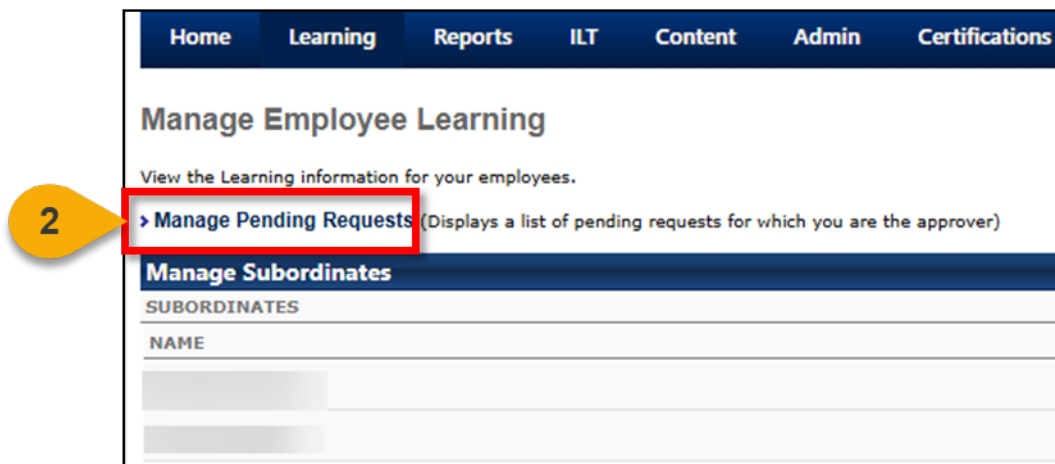 Home Learning Reports ILT Content Admin Certifications
Manage Employee Learning
View the Learning information for your employees.
2
› Manage Pending Requests (Displays a list of pending requests for which you are the approver)
Manage Subordinates
SUBORDINATES
NAME